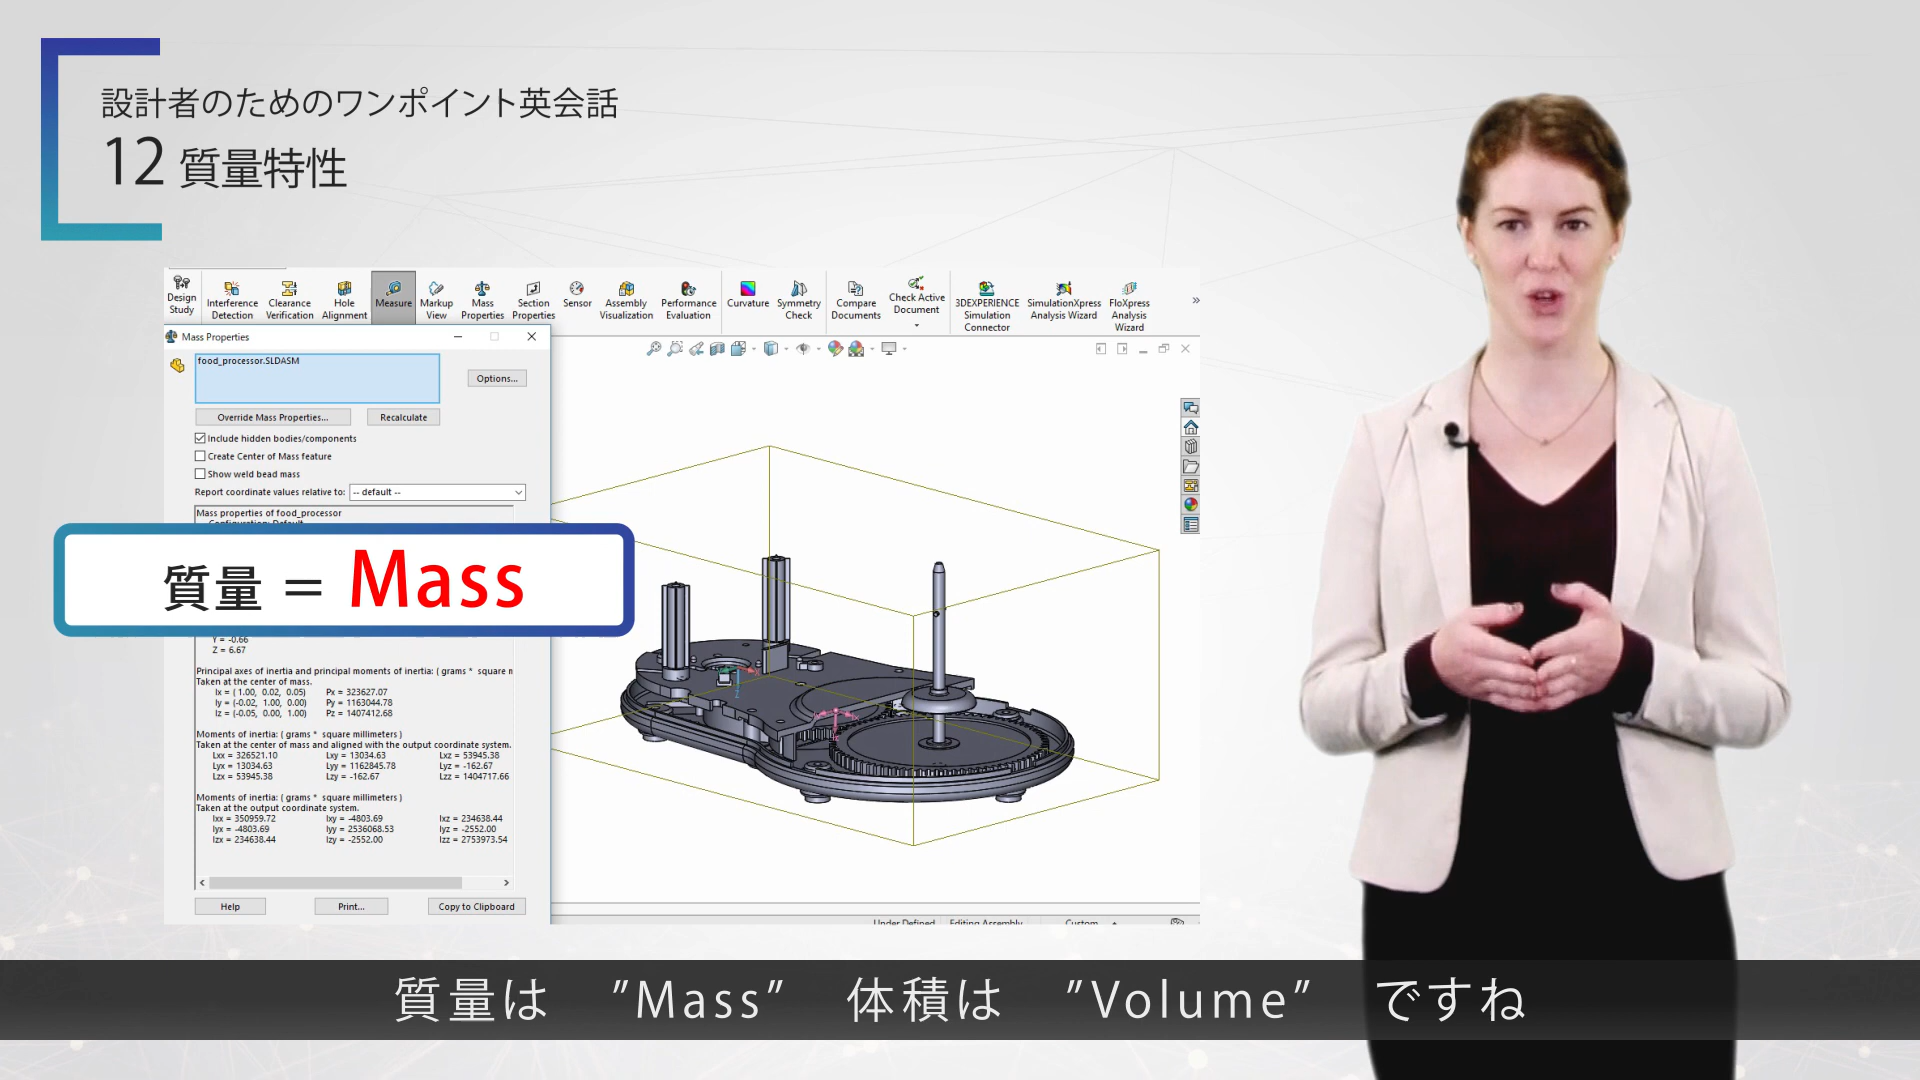 設計者のためのワンポイント英会話
12 質量特性
Design Study
Interference Detection
Clearance Verification
Hole Alignment
Measure
Markup View
Mass Properties
Section Properties
Sensor
Assembly Visualization
Performance Evaluation
Curvature
Symmetry Check
Compare Documents
Check Active Document
3DEXPERIENCE Simulation Connector
SimulationXpress Analysis Wizard
FloXpress Analysis Wizard
Mass Properties
food_processor.SLDASM
Options...
Override Mass Properties...
Recalculate
Include hidden bodies/components
Create Center of Mass feature
Show weld bead mass
Report coordinate values relative to: -- default --
Mass properties of food_processor
Configuration: Default
質量 = Mass
Y = -0.66
Z = 6.67
Principal axes of inertia and principal moments of inertia: ( grams * square m
Taken at the center of mass.
Ix = ( 1.00, 0.02, 0.05) Px = 323627.07
Iy = (-0.02, 1.00, 0.00) Py = 1163044.78
Iz = (-0.05, 0.00, 1.00) Pz = 1407412.68
Moments of inertia: ( grams * square millimeters )
Taken at the center of mass and aligned with the output coordinate system.
Lxx = 326521.10 Lxy = 13034.63 Lxz = 53945.38
Lyx = 13034.63 Lyy = 1162845.78 Lyz = -162.67
Lzx = 53945.38 Lzy = -162.67 Lzz = 1404717.66
Moments of inertia: ( grams * square millimeters )
Taken at the output coordinate system.
Ixx = 350959.72 Ixy = -4803.69 Ixz = 234638.44
Iyx = -4803.69 Iyy = 2536068.53 Iyz = -2552.00
Izx = 234638.44 Izy = -2552.00 Izz = 2753973.54
Help
Print...
Copy to Clipboard
Under Defined
Editing Assembly
Custom
質量は ”Mass” 体積は ”Volume” ですね